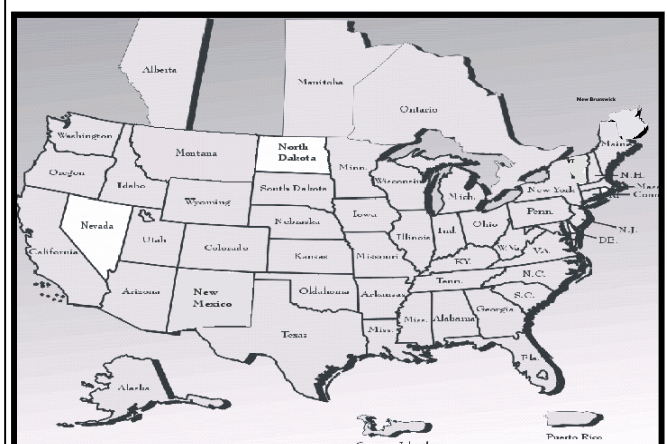 Alberta
Manitoba
Ontario
New Brunswick
Washington
Montana
North
Dakota
Minn.
Maine
Oregon
Idaho
Wyoming
South Dakota
Wisconsin
Mich.
New York
N.H.
Mass
Conn
Nevada
Utah
Colorado
Nebraska
Iowa
Illinois
Ind.
Ohio
Penn.
N.J.
DE.
California
Kansas
Missouri
KY.
W.Va
VA.
Arizona
New
Mexico
Oklahoma
Arkansas
Tenn.
N.C.
S.C.
Texas
Miss.
Miss.
Alabama
Georgia
Fla.
Alaska
Puerto Rico